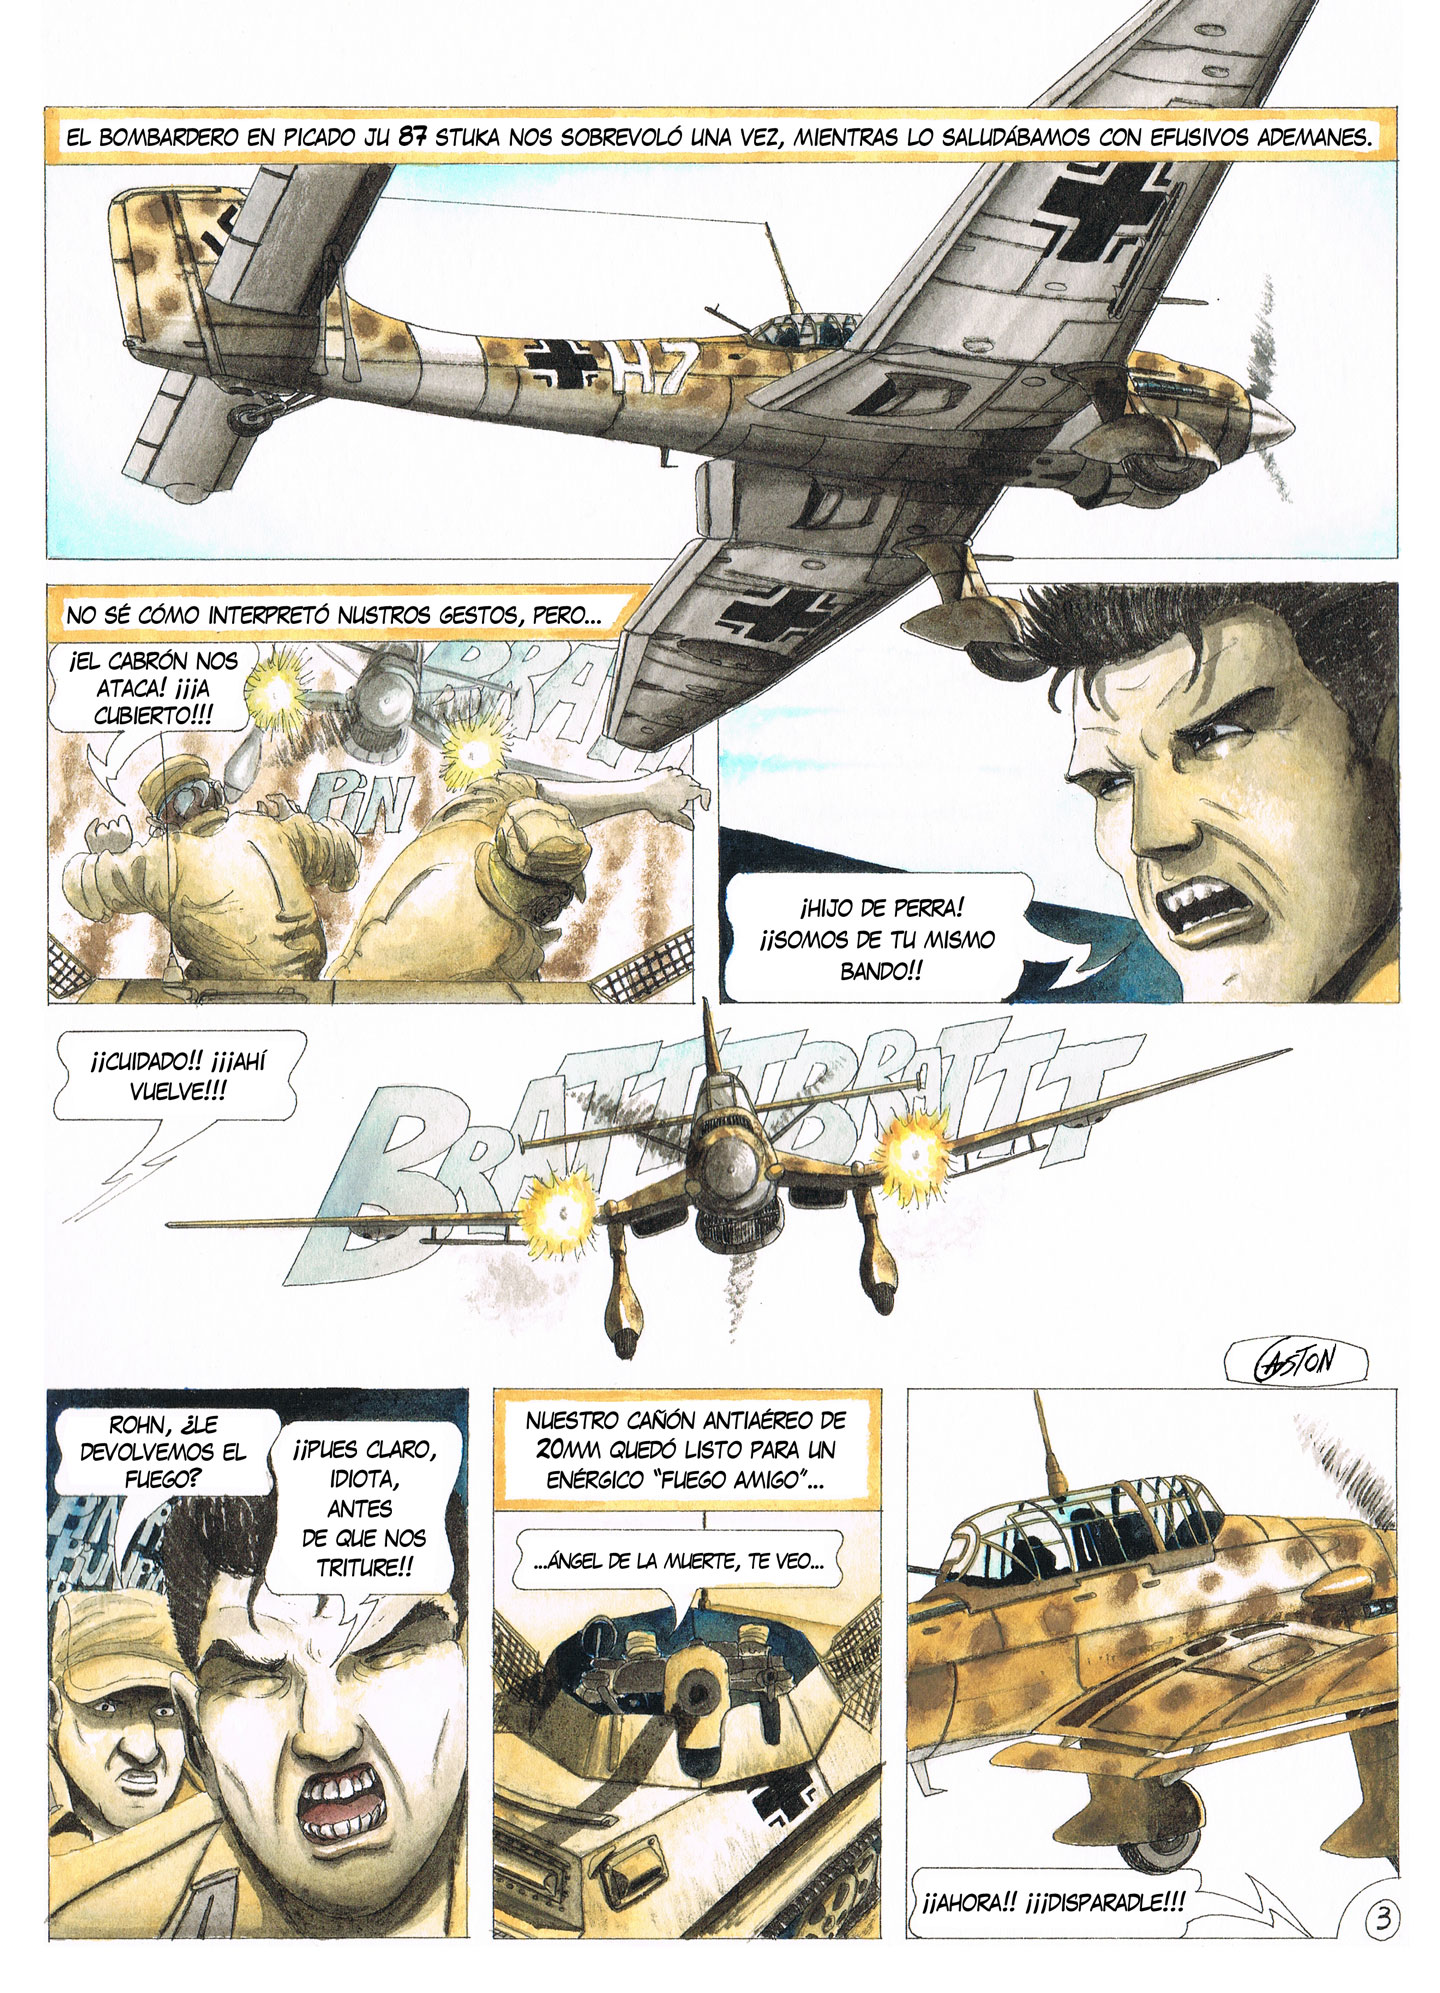 EL BOMBARDERO EN PICADO JU 87 STUKA NOS SOBREVOLÓ UNA VEZ, MIENTRAS LO SALUDÁBAMOS CON EFUSIVOS ADEMANES.
H7
NO SÉ CÓMO INTERPRETÓ NUSTROS GESTOS, PERO...
¡EL CABRÓN NOS
ATACA! ¡¡¡A
CUBIERTO!!!
PIN
¡HIJO DE PERRA!
¡¡SOMOS DE TU MISMO
BANDO!!
¡¡CUIDADO!! ¡¡¡AHÍ
VUELVE!!!
BRATTTTBRATTTT
GASTON
ROHN, ¿LE
DEVOLVEMOS EL
FUEGO?
¡¡PUES CLARO,
IDIOTA,
ANTES
DE QUE NOS
TRITURE!!
NUESTRO CAÑÓN ANTIAÉREO DE
20MM QUEDÓ LISTO PARA UN
ENÉRGICO "FUEGO AMIGO"...
...ÁNGEL DE LA MUERTE, TE VEO...
¡¡AHORA!! ¡¡¡DISPARADLE!!!
3